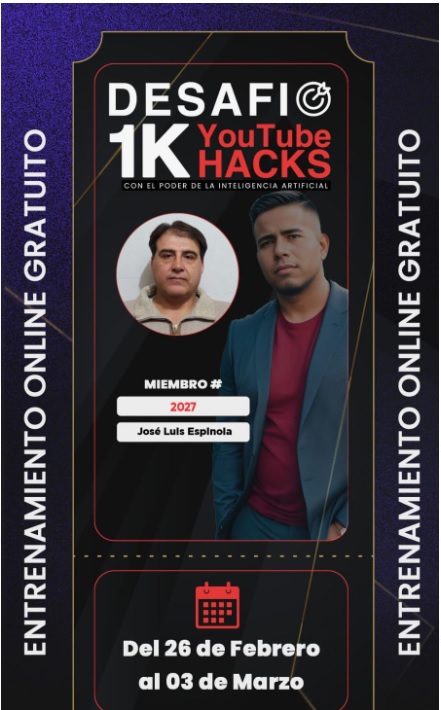 DESAFIO
1K YouTube
HACKS
CON EL PODER DE LA INTELIGENCIA ARTIFICIAL
MIEMBRO #
2027
José Luis Espinola
ENTRENAMIENTO ONLINE GRATUITO
ENTRENAMIENTO ONLINE GRATUITO
Del 26 de Febrero
al 03 de Marzo